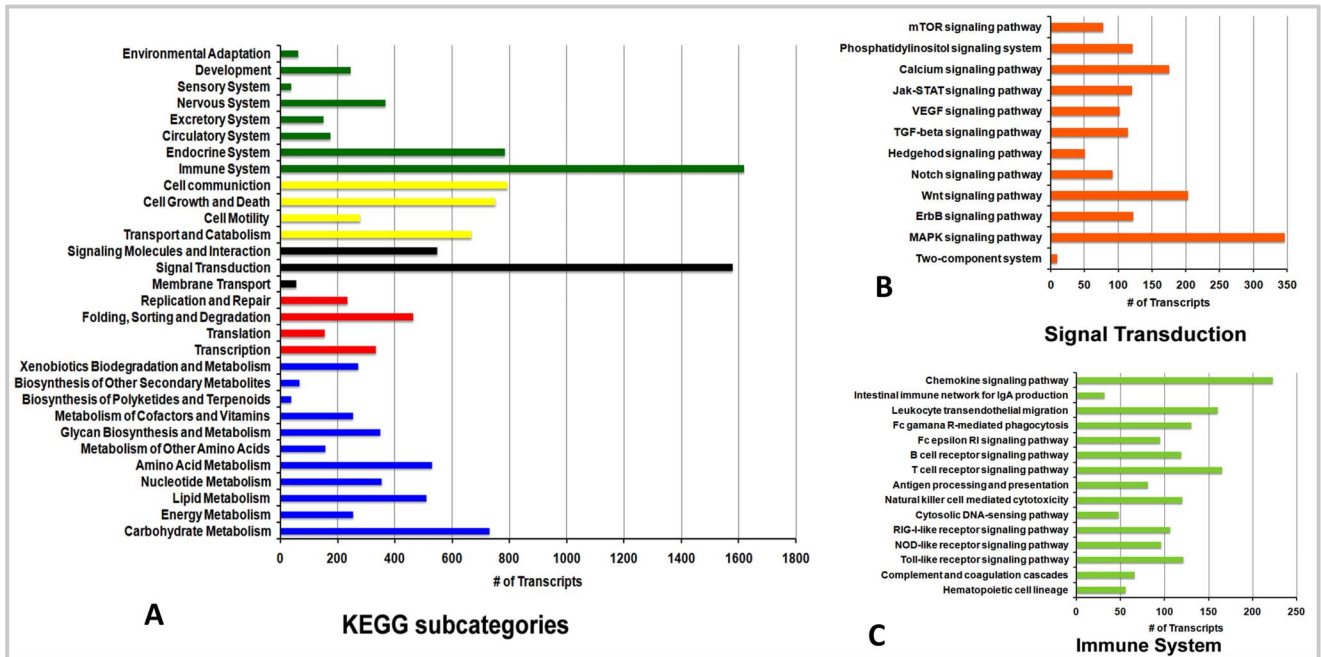 Environmental Adaptation
Development
Sensory System
Nervous System
Excretory System
Circulatory System
Endocrine System
Immune System
Cell communiction
Cell Growth and Death
Cell Motility
Transport and Catabolism
Signaling Molecules and Interaction
Signal Transduction
Membrane Transport
Replication and Repair
Folding, Sorting and Degradation
Translation
Transcription
Xenobiotics Biodegradation and Metabolism
Biosynthesis of Other Secondary Metabolites
Biosynthesis of Polyketides and Terpenoids
Metabolism of Cofactors and Vitamins
Glycan Biosynthesis and Metabolism
Metabolism of Other Amino Acids
Amino Acid Metabolism
Nucleotide Metabolism
Lipid Metabolism
Energy Metabolism
Carbohydrate Metabolism
0 200 400 600 800 1000 1200 1400 1600 1800
# of Transcripts
A
KEGG subcategories
mTOR signaling pathway
Phosphatidylinositol signaling system
Calcium signaling pathway
Jak-STAT signaling pathway
VEGF signaling pathway
TGF-beta signaling pathway
Hedgehod signaling pathway
Notch signaling pathway
Wnt signaling pathway
ErbB signaling pathway
MAPK signaling pathway
Two-component system
0 50 100 150 200 250 300 350
# of Transcripts
B
Signal Transduction
Chemokine signaling pathway
Intestinal immune network for IgA production
Leukocyte transendothelial migration
Fc gamana R-mediated phagocytosis
Fc epsilon RI signaling pathway
B cell receptor signaling pathway
T cell receptor signaling pathway
Antigen processing and presentation
Natural killer cell mediated cytotoxicity
Cytosolic DNA-sensing pathway
RIG-I-like receptor signaling pathway
NOD-like receptor signaling pathway
Toll-like receptor signaling pathway
Complement and coagulation cascades
Hematopoietic cell lineage
0 50 100 150 200 250
# of Transcripts
C
Immune System